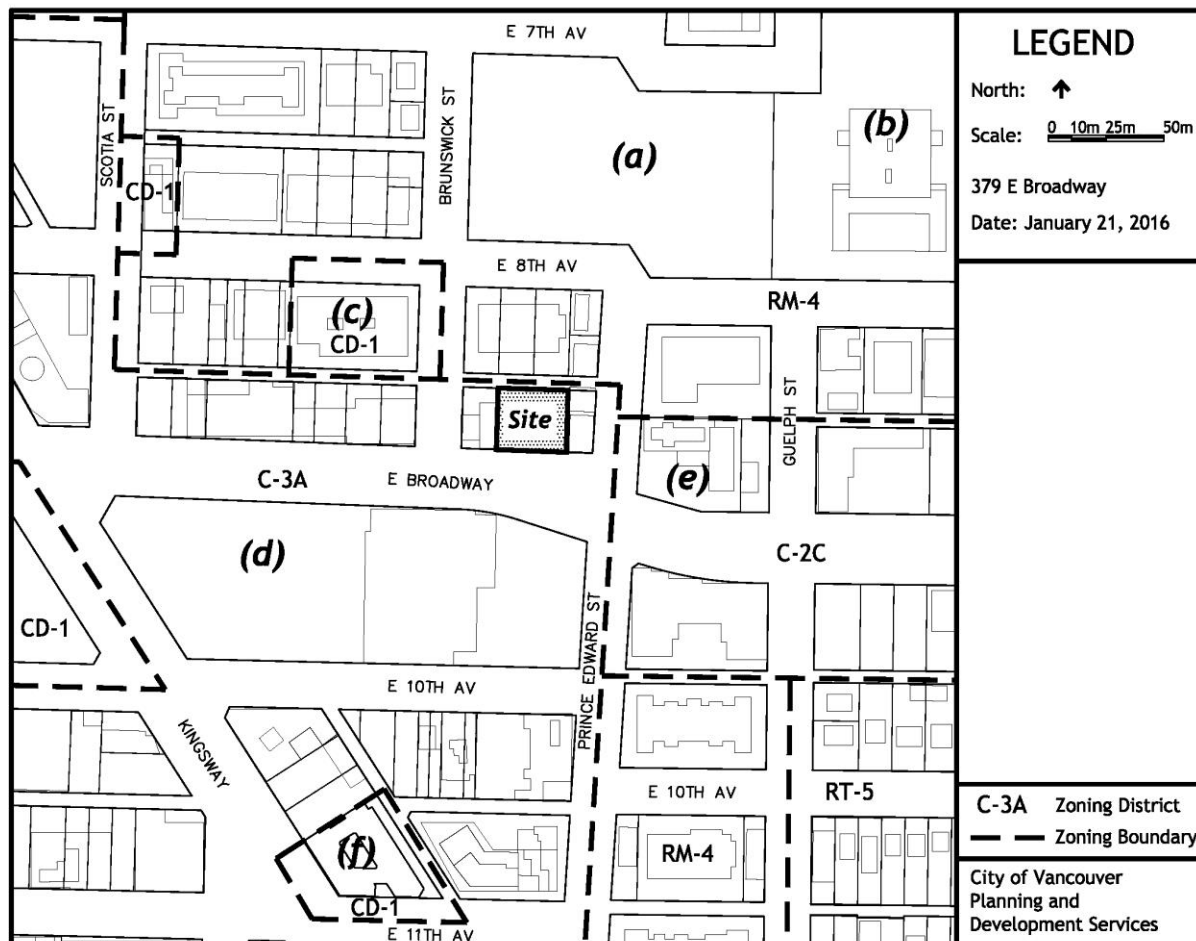 E 7TH AV
SCOTIA ST
BRUNSWICK ST
(a)
(b)
CD-1
E 8TH AV
RM-4
(c)
CD-1
Site
GUELPH ST
C-3A
E BROADWAY
(e)
(d)
C-2C
PRINCE EDWARD ST
CD-1
E 10TH AV
KINGSWAY
E 10TH AV
RT-5
(f)
RM-4
CD-1
E 11TH AV
LEGEND
North:
Scale: 0 10m 25m 50m
379 E Broadway
Date: January 21, 2016
C-3A Zoning District
Zoning Boundary
City of Vancouver
Planning and
Development Services